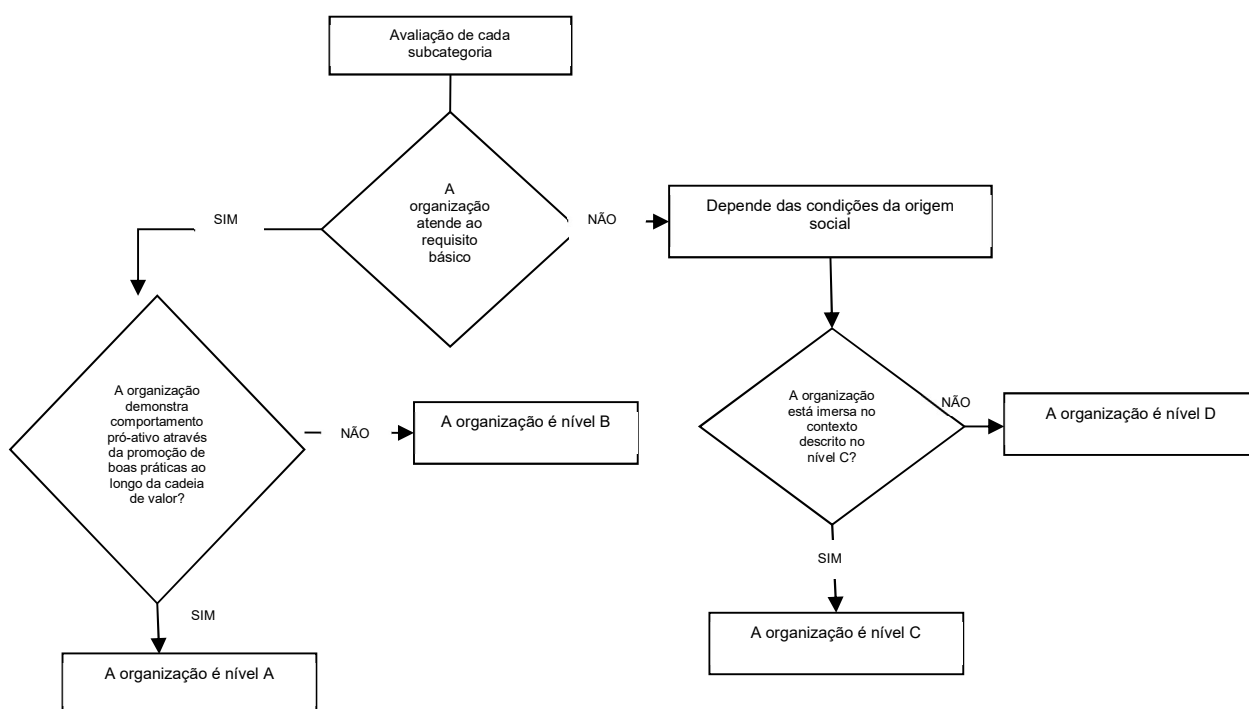 Avaliação de cada
subcategoria
A
organização
atende ao
requisito
básico
SIM
NÃO
Depende das condições da origem
social
A organização
demonstra
comportamento
pró-ativo através
da promoção de
boas práticas ao
longo da cadeia
de valor?
NÃO
A organização é nível B
A organização
está imersa no
contexto
descrito no
nível C?
NÃO
A organização é nível D
SIM
SIM
A organização é nível C
A organização é nível A